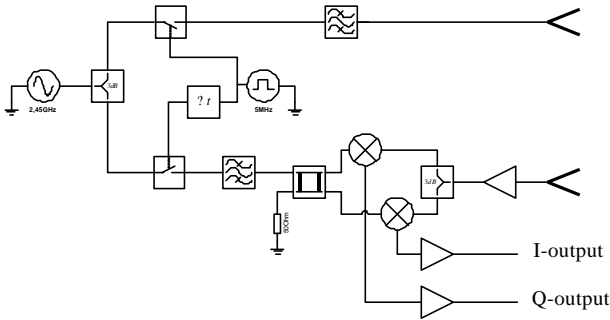 3dB
2,45GHz
? t
5MHz
3dB
50Ohm
I-output
Q-output